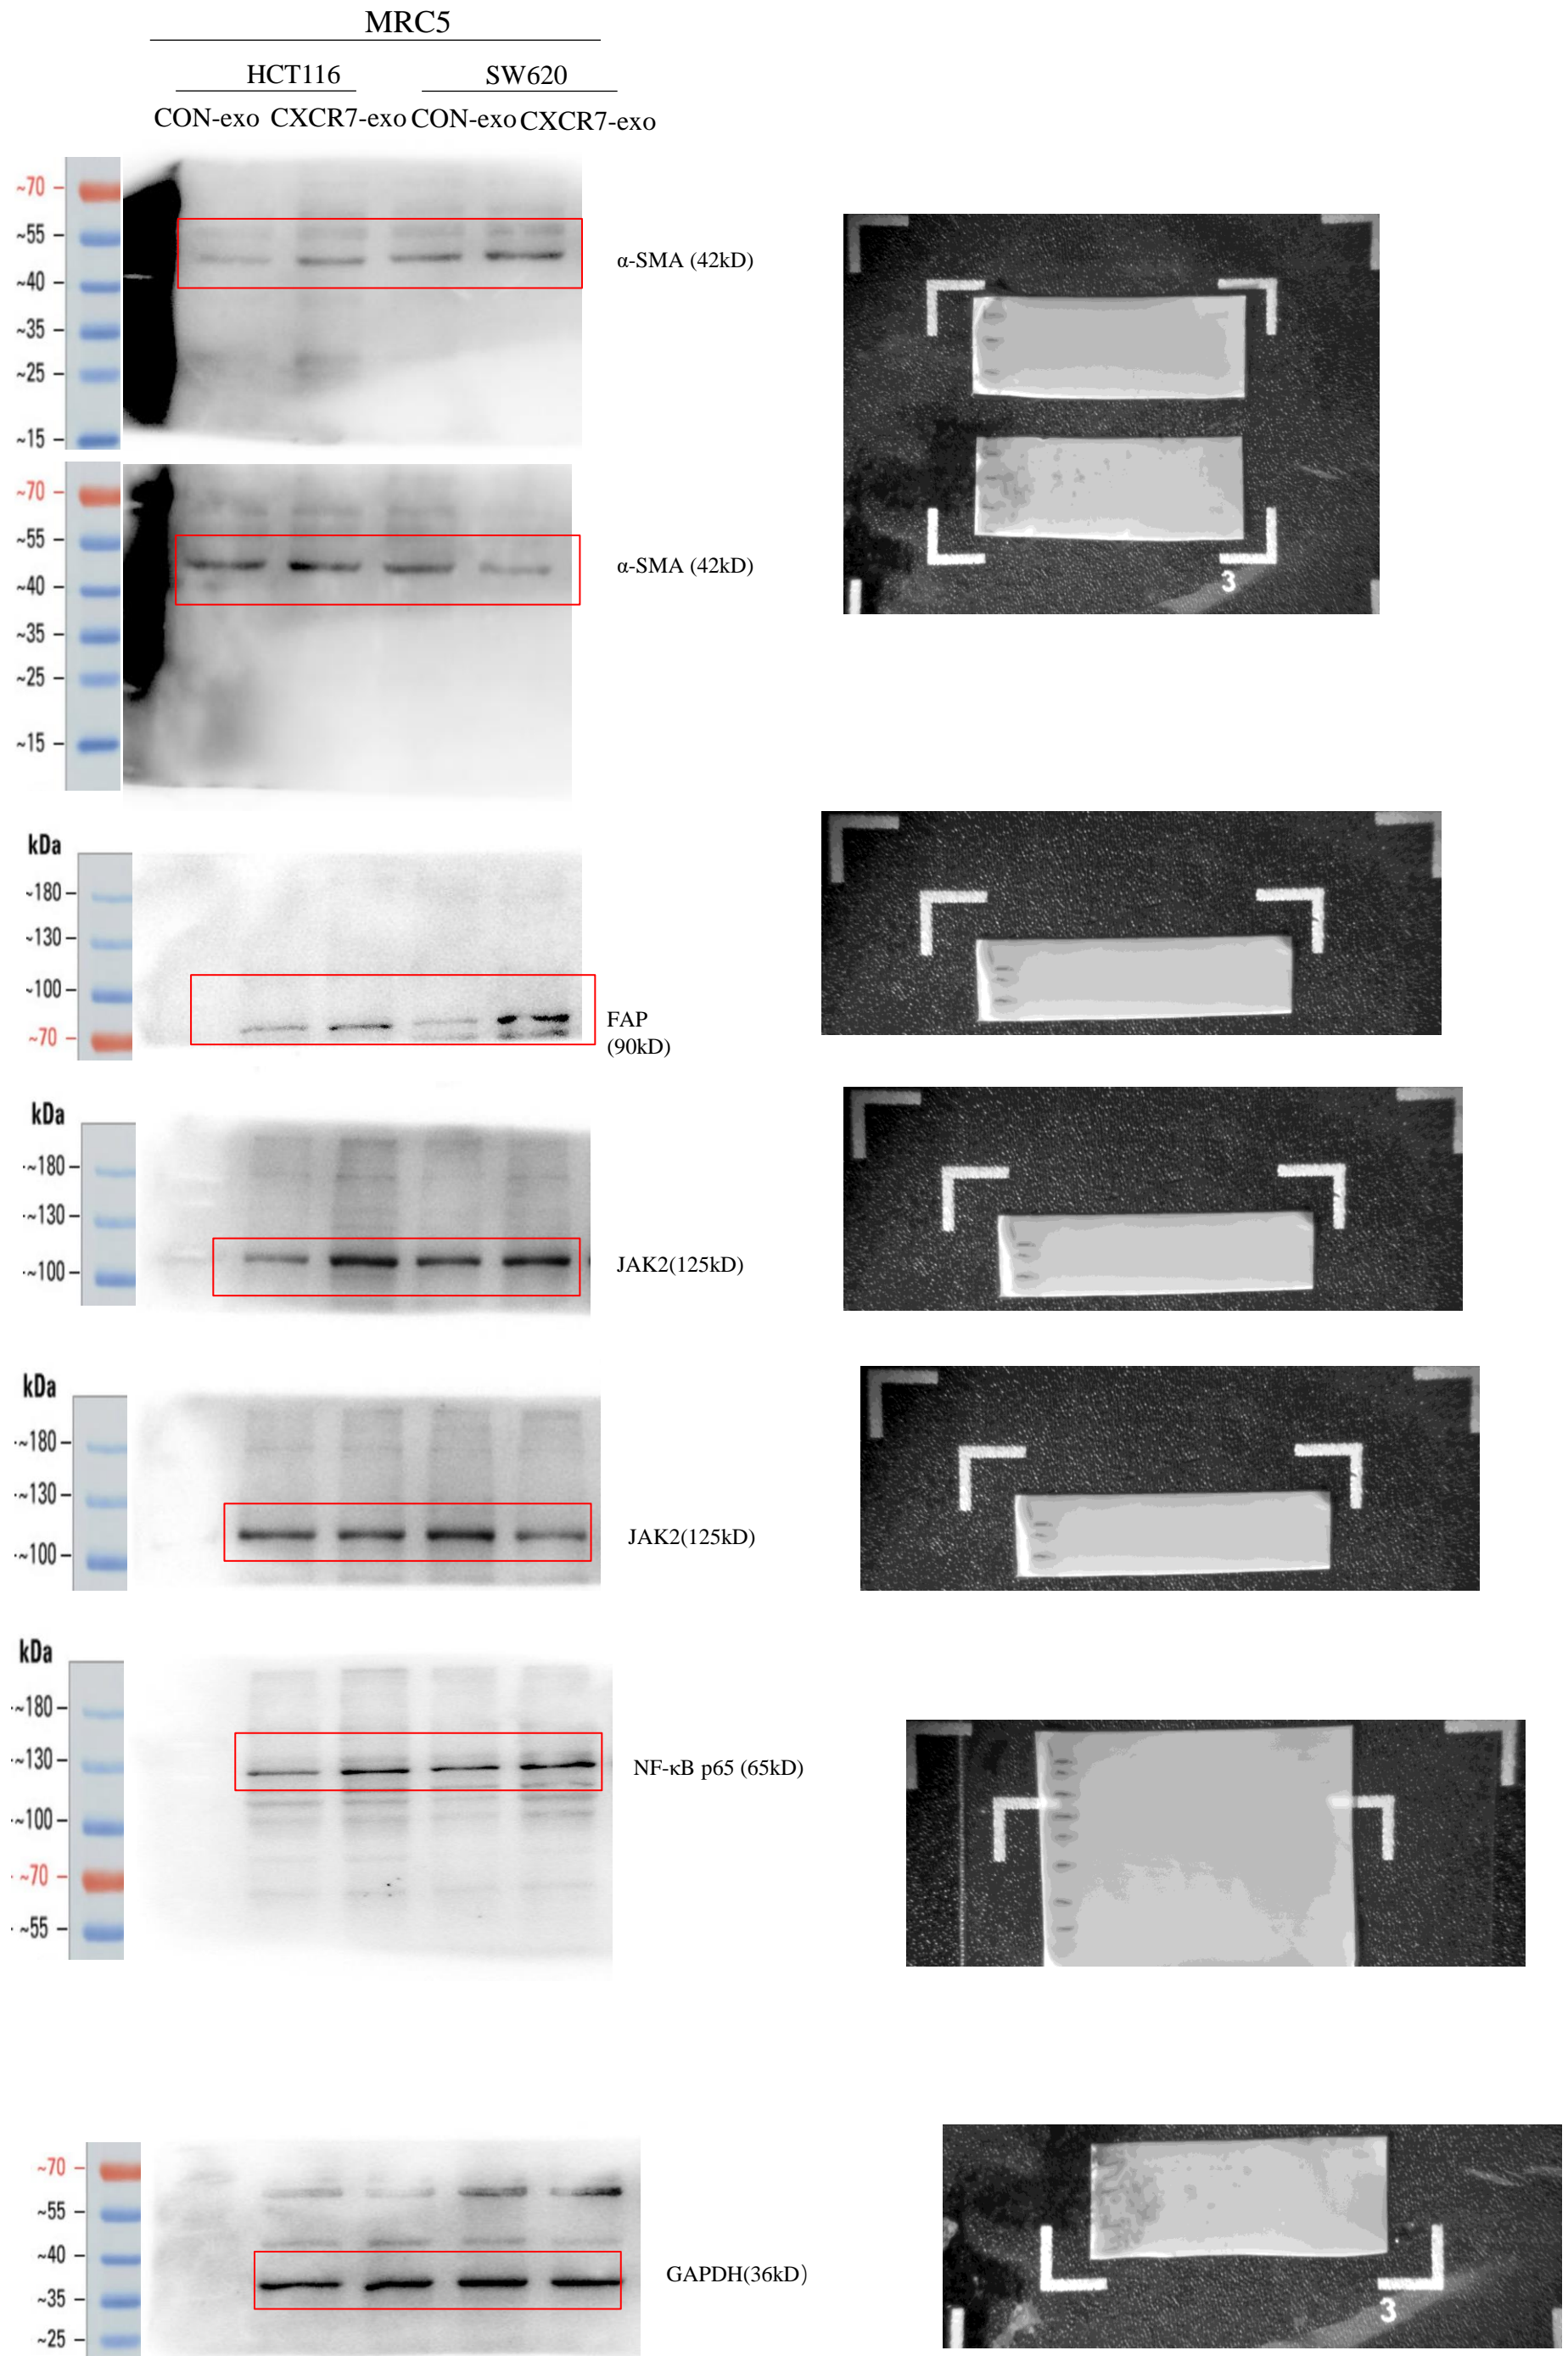 MRC5
HCT116 SW620
CON-exo CXCR7-exo CON-exo CXCR7-exo
~70
~55
α-SMA (42kD)
~40
~35
~25
~15
~70
~55
α-SMA (42kD)
~40
~35
~25
~15
3
kDa
~180
~130
~100
FAP
(90kD)
~70
kDa
·~180
·~130
·~100
JAK2(125kD)
kDa
·~180
·~130
JAK2(125kD)
·~100
kDa
·~180
·~130
NF-κB p65 (65kD)
·~100
·~70
·~55
~70
~55
~40
GAPDH(36kD)
~35
~25
3